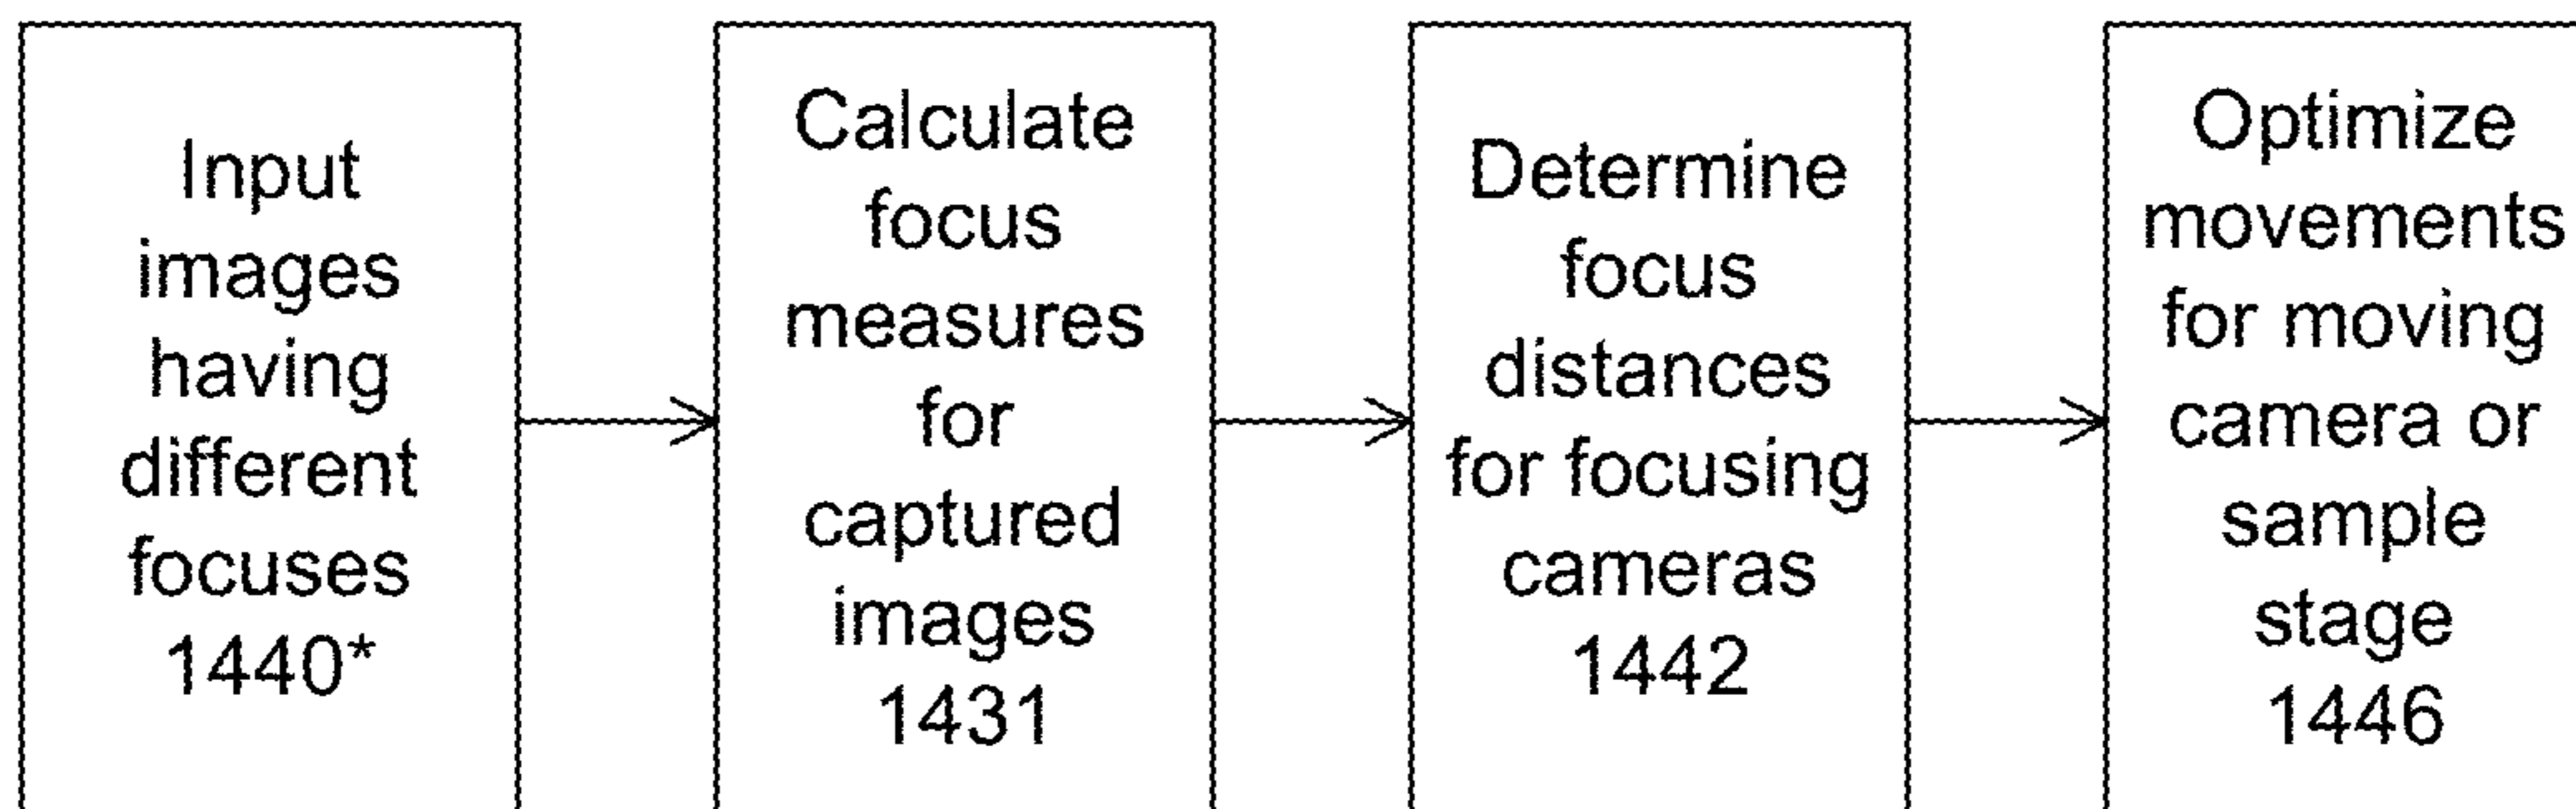 Input
images
having
different
focuses
1440*
Calculate
focus
measures
for
captured
images
1431
Determine
focus
distances
for focusing
cameras
1442
Optimize
movements
for moving
camera or
sample
stage
1446